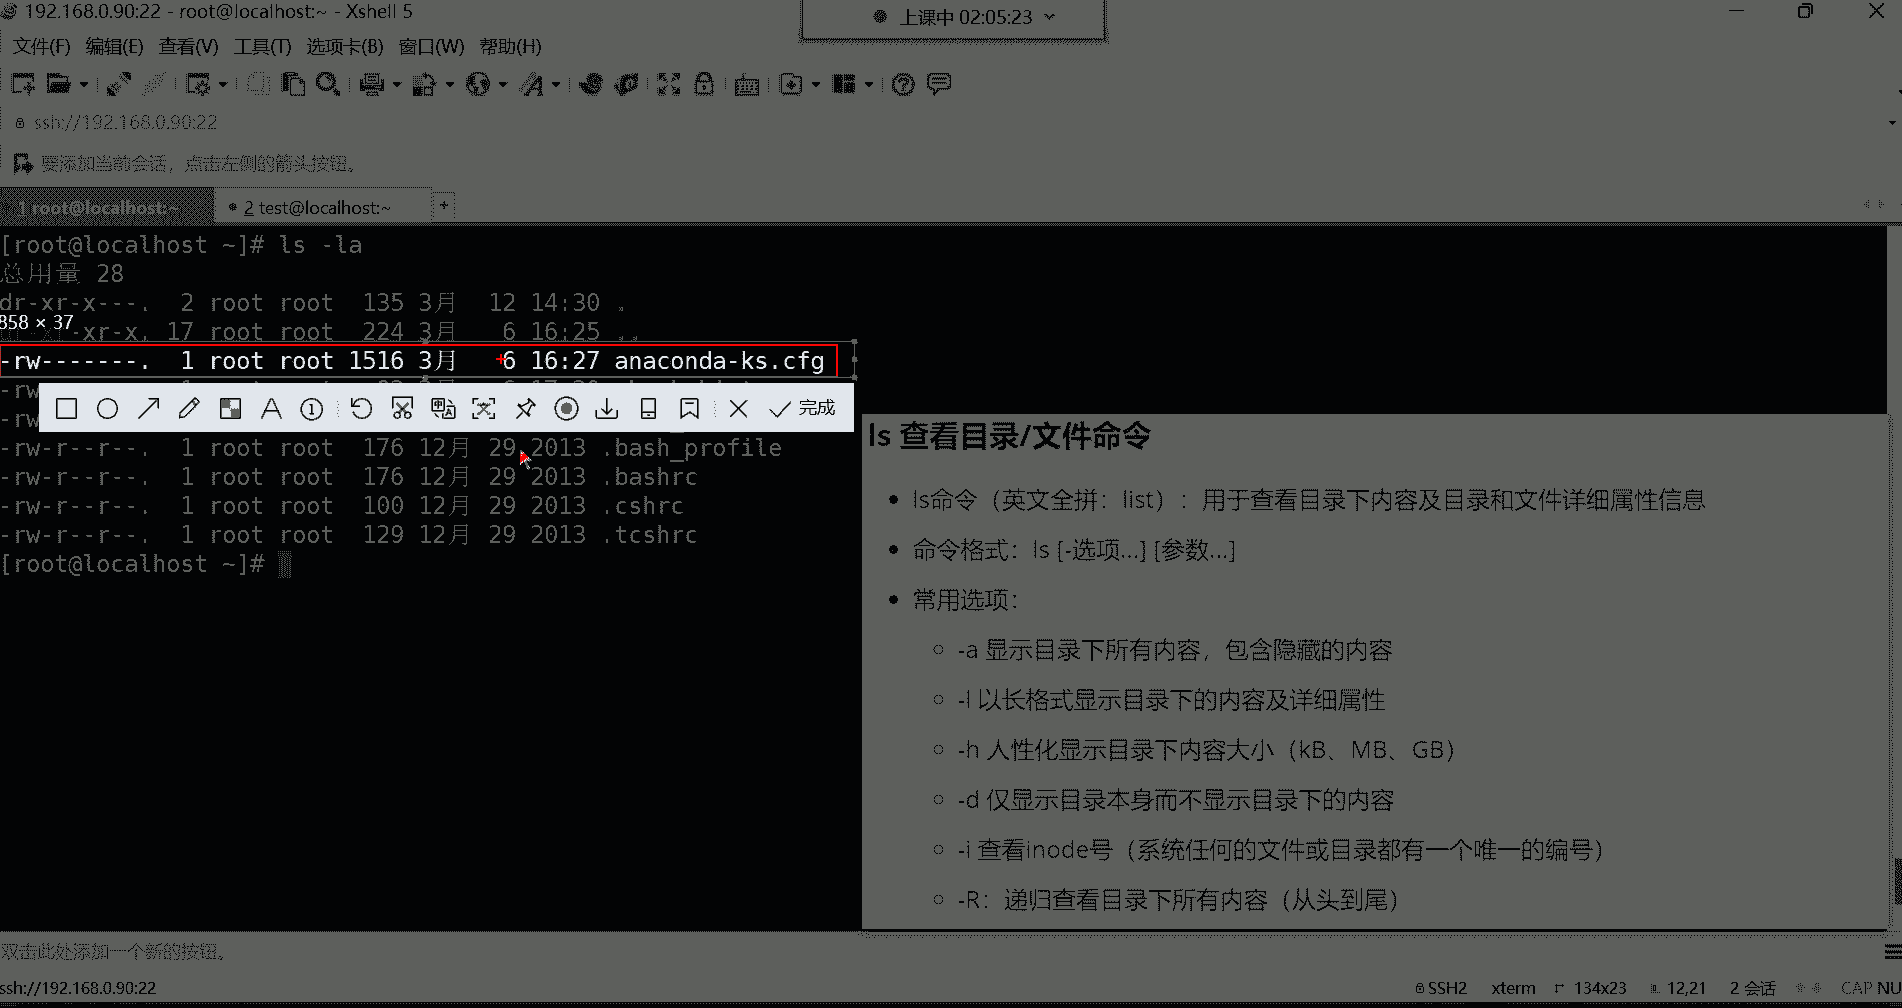 192.168.0.90:22 - root@localhost:~ - Xshell 5
上课中 02:05:23
文件(F) 编辑(E) 查看(V) 工具(T) 选项卡(B) 窗口(W) 帮助(H)
ssh://192.168.0.90:22
要添加当前会话，点击左侧的箭头按钮。
1 root@localhost:~
2 test@localhost:~
+
[root@localhost ~]# ls -la
总用量 28
dr-xr-x---. 2 root root 135 3月 12 14:30 .
-xr-x. 17 root root 224 3月 6 16:25 ..
858 × 37
-rw-------. 1 root root 1516 3月 6 16:27 anaconda-ks.cfg
-rw
完成
-rw
-rw-r--r--. 1 root root 176 12月 29 2013 .bash_profile
-rw-r--r--. 1 root root 176 12月 29 2013 .bashrc
-rw-r--r--. 1 root root 100 12月 29 2013 .cshrc
-rw-r--r--. 1 root root 129 12月 29 2013 .tcshrc
[root@localhost ~]#
ls 查看目录/文件命令
ls命令（英文全拼：list）：用于查看目录下内容及目录和文件详细属性信息
命令格式：ls [-选项...] [参数...]
常用选项：
-a 显示目录下所有内容，包含隐藏的内容
-l 以长格式显示目录下的内容及详细属性
-h 人性化显示目录下内容大小（kB、MB、GB）
-d 仅显示目录本身而不显示目录下的内容
-i 查看inode号（系统任何的文件或目录都有一个唯一的编号）
-R：递归查看目录下所有内容（从头到尾）
双击此处添加一个新的按钮。
ssh://192.168.0.90:22
SSH2 xterm 134x23 12,21 2 会话 CAP NU